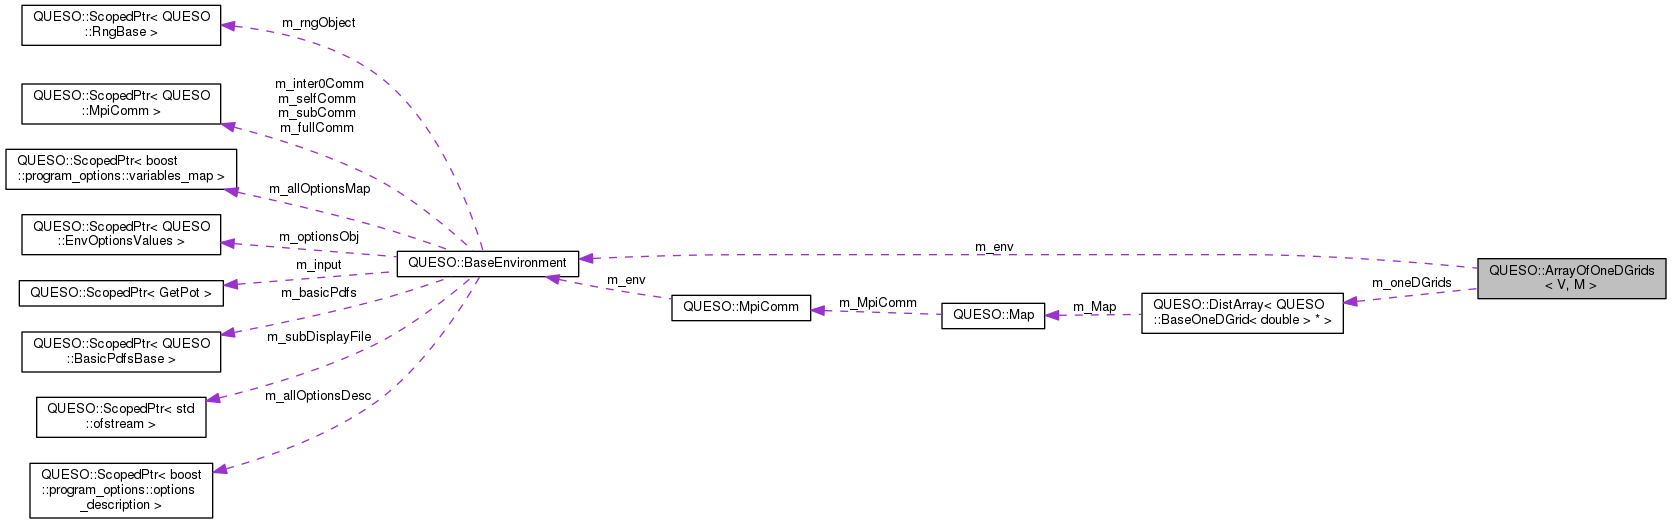 QUESO::ScopedPtr< QUESO
::RngBase >
m_rngObject
QUESO::ScopedPtr< QUESO
::MpiComm >
m_inter0Comm
m_selfComm
m_subComm
m_fullComm
QUESO::ScopedPtr< boost
::program_options::variables_map >
m_allOptionsMap
QUESO::ScopedPtr< QUESO
::EnvOptionsValues >
m_optionsObj
QUESO::ScopedPtr< GetPot >
m_input
QUESO::ScopedPtr< QUESO
::BasicPdfsBase >
m_basicPdfs
QUESO::ScopedPtr< std
::ofstream >
m_subDisplayFile
QUESO::ScopedPtr< boost
::program_options::options
_description >
m_allOptionsDesc
QUESO::BaseEnvironment
m_env
m_env
QUESO::MpiComm
m_MpiComm
QUESO::Map
m_Map
QUESO::DistArray< QUESO
::BaseOneDGrid< double > * >
m_oneDGrids
QUESO::ArrayOfOneDGrids
< V, M >